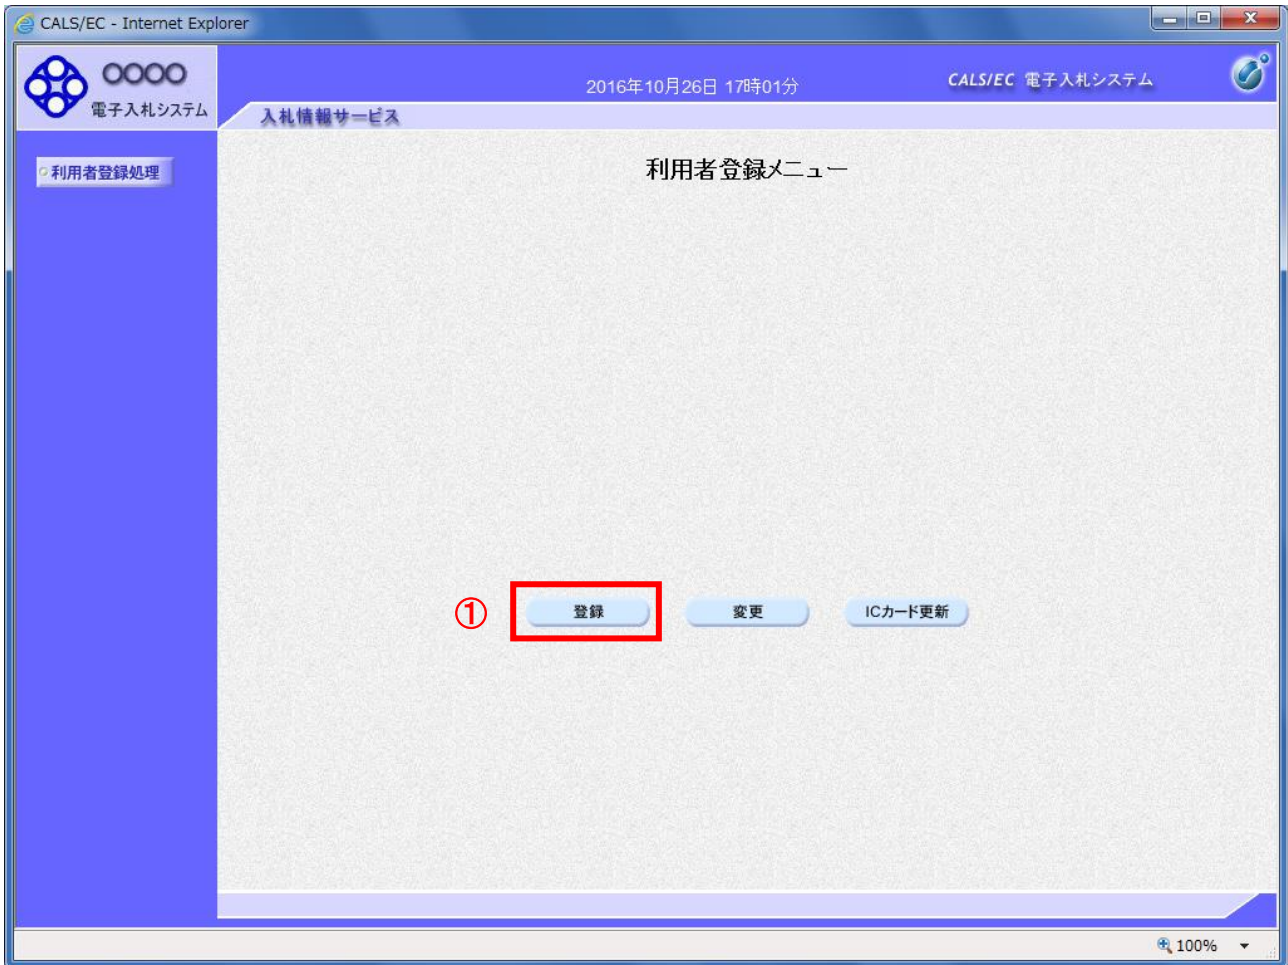 CALS/EC - Internet Explorer
〇〇〇〇
電子入札システム
2016年10月26日 17時01分
CALS/EC 電子入札システム
入札情報サービス
利用者登録処理
利用者登録メニュー
① 登録 変更 ICカード更新
100%